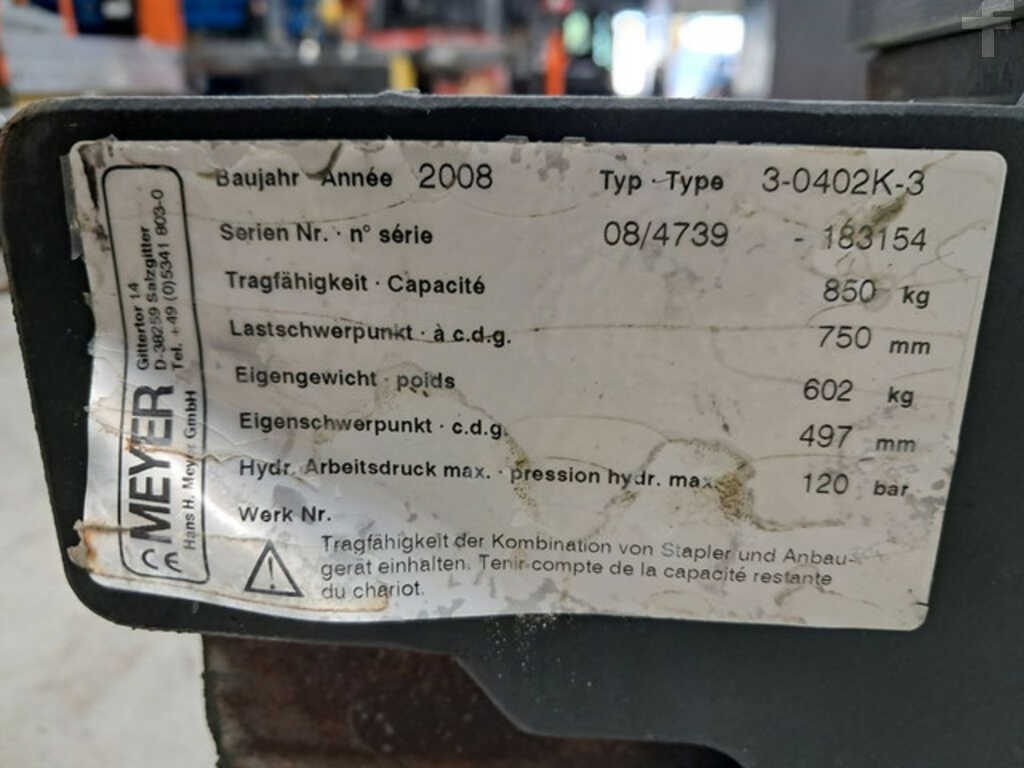 Baujahr · Année 2008 Typ · Type 3-0402K-3
Serien Nr. · n° série 08/4739 - 183154
Tragfähigkeit · Capacité 850 kg
Lastschwerpunkt · à c.d.g. 750 mm
Eigengewicht · poids 602 kg
Eigenschwerpunkt · c.d.g. 497 mm
Hydr. Arbeitsdruck max. · pression hydr. max. 120 bar
Werk Nr.
Tragfähigkeit der Kombination von Stapler und Anbau-
gerät einhalten. Tenir compte de la capacité restante
du chariot.
CE MEYER
Hans H. Meyer GmbH
Gittertor 14
D-38259 Salzgitter
Tel. +49 (0)5341 803-0